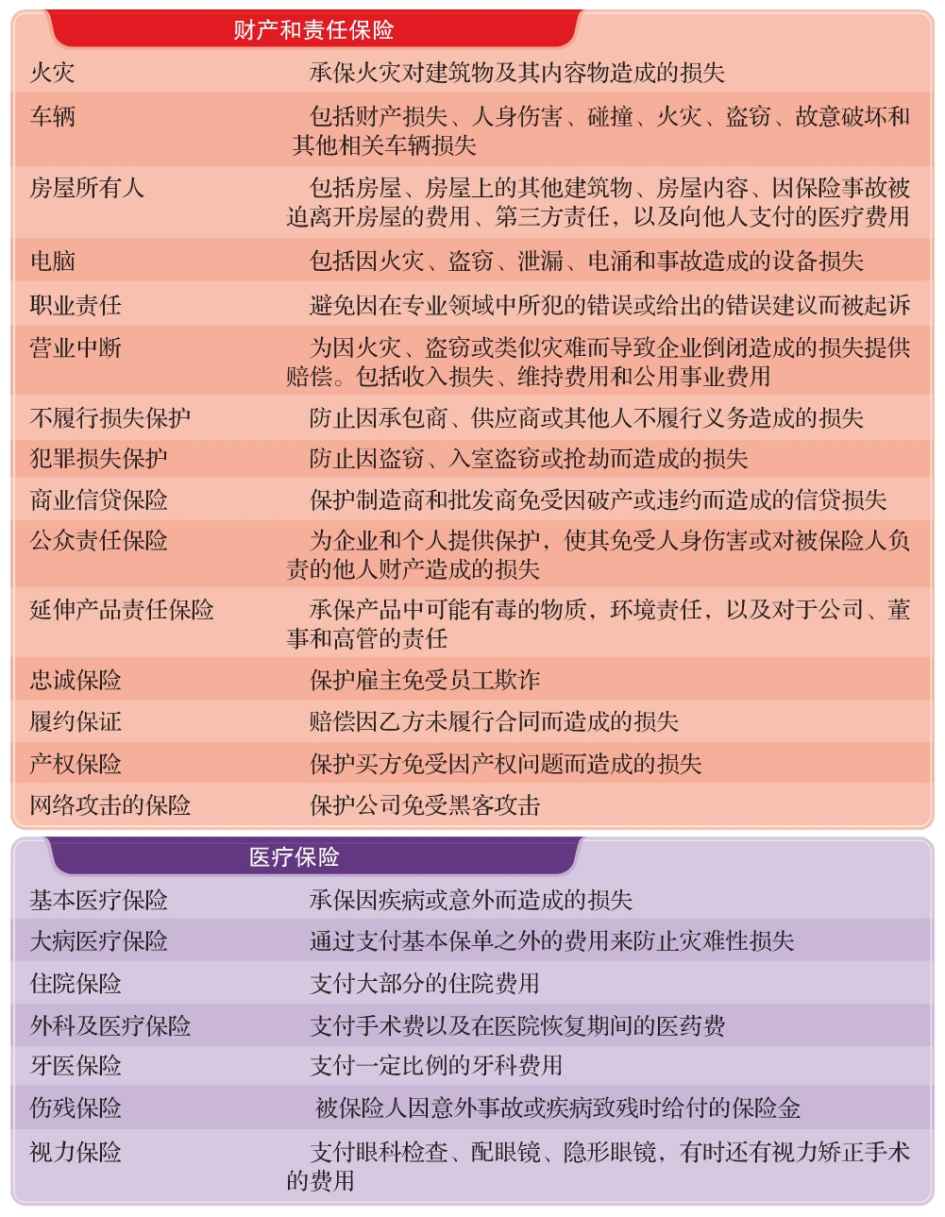 财产和责任保险
火灾 承保火灾对建筑物及其内容物造成的损失
车辆 包括财产损失、人身伤害、碰撞、火灾、盗窃、故意破坏和
其他相关车辆损失
房屋所有人 包括房屋、房屋上的其他建筑物、房屋内容、因保险事故被
迫离开房屋的费用、第三方责任，以及向他人支付的医疗费用
电脑 包括因火灾、盗窃、泄漏、电涌和事故造成的设备损失
职业责任 避免因在专业领域中所犯的错误或给出的错误建议而被起诉
营业中断 为因火灾、盗窃或类似灾难而导致企业倒闭造成的损失提供
赔偿。包括收入损失、维持费用和公用事业费用
不履行损失保护 防止因承包商、供应商或其他人不履行义务造成的损失
犯罪损失保护 防止因盗窃、入室盗窃或抢劫而造成的损失
商业信贷保险 保护制造商和批发商免受因破产或违约而造成的信贷损失
公众责任保险 为企业和个人提供保护，使其免受人身伤害或对被保险人负
责的他人财产造成的损失
延伸产品责任保险 承保产品中可能有毒的物质，环境责任，以及对于公司、董
事和高管的责任
忠诚保险 保护雇主免受员工欺诈
履约保证 赔偿因乙方未履行合同而造成的损失
产权保险 保护买方免受因产权问题而造成的损失
网络攻击的保险 保护公司免受黑客攻击
医疗保险
基本医疗保险 承保因疾病或意外而造成的损失
大病医疗保险 通过支付基本保单之外的费用来防止灾难性损失
住院保险 支付大部分的住院费用
外科及医疗保险 支付手术费以及在医院恢复期间的医药费
牙医保险 支付一定比例的牙科费用
伤残保险 被保险人因意外事故或疾病致残时给付的保险金
视力保险 支付眼科检查、配眼镜、隐形眼镜，有时还有视力矫正手术
的费用